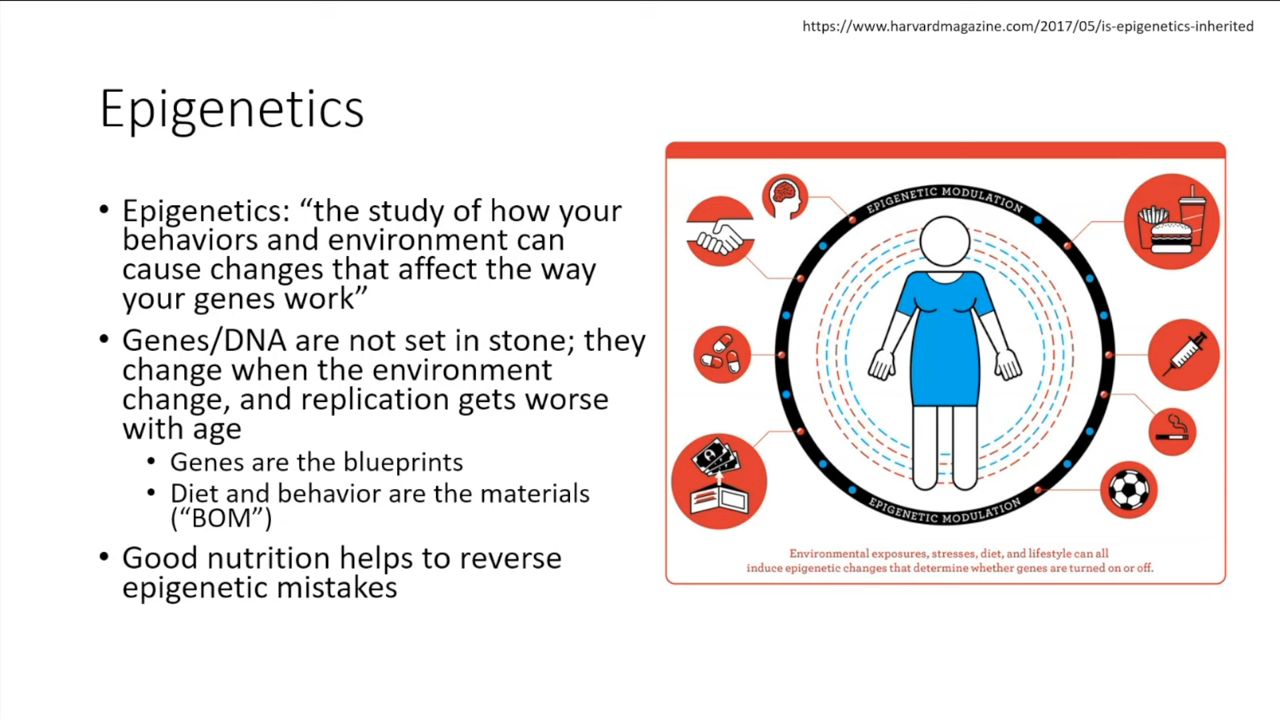 https://www.harvardmagazine.com/2017/05/is-epigenetics-inherited
Epigenetics
• Epigenetics: “the study of how your
behaviors and environment can
cause changes that affect the way
your genes work”
• Genes/DNA are not set in stone; they
change when the environment
change, and replication gets worse
with age
• Genes are the blueprints
• Diet and behavior are the materials
(“BOM”)
• Good nutrition helps to reverse
epigenetic mistakes
EPIGENETIC MODULATION
EPIGENETIC MODULATION
Environmental exposures, stresses, diet, and lifestyle can all
induce epigenetic changes that determine whether genes are turned on or off.